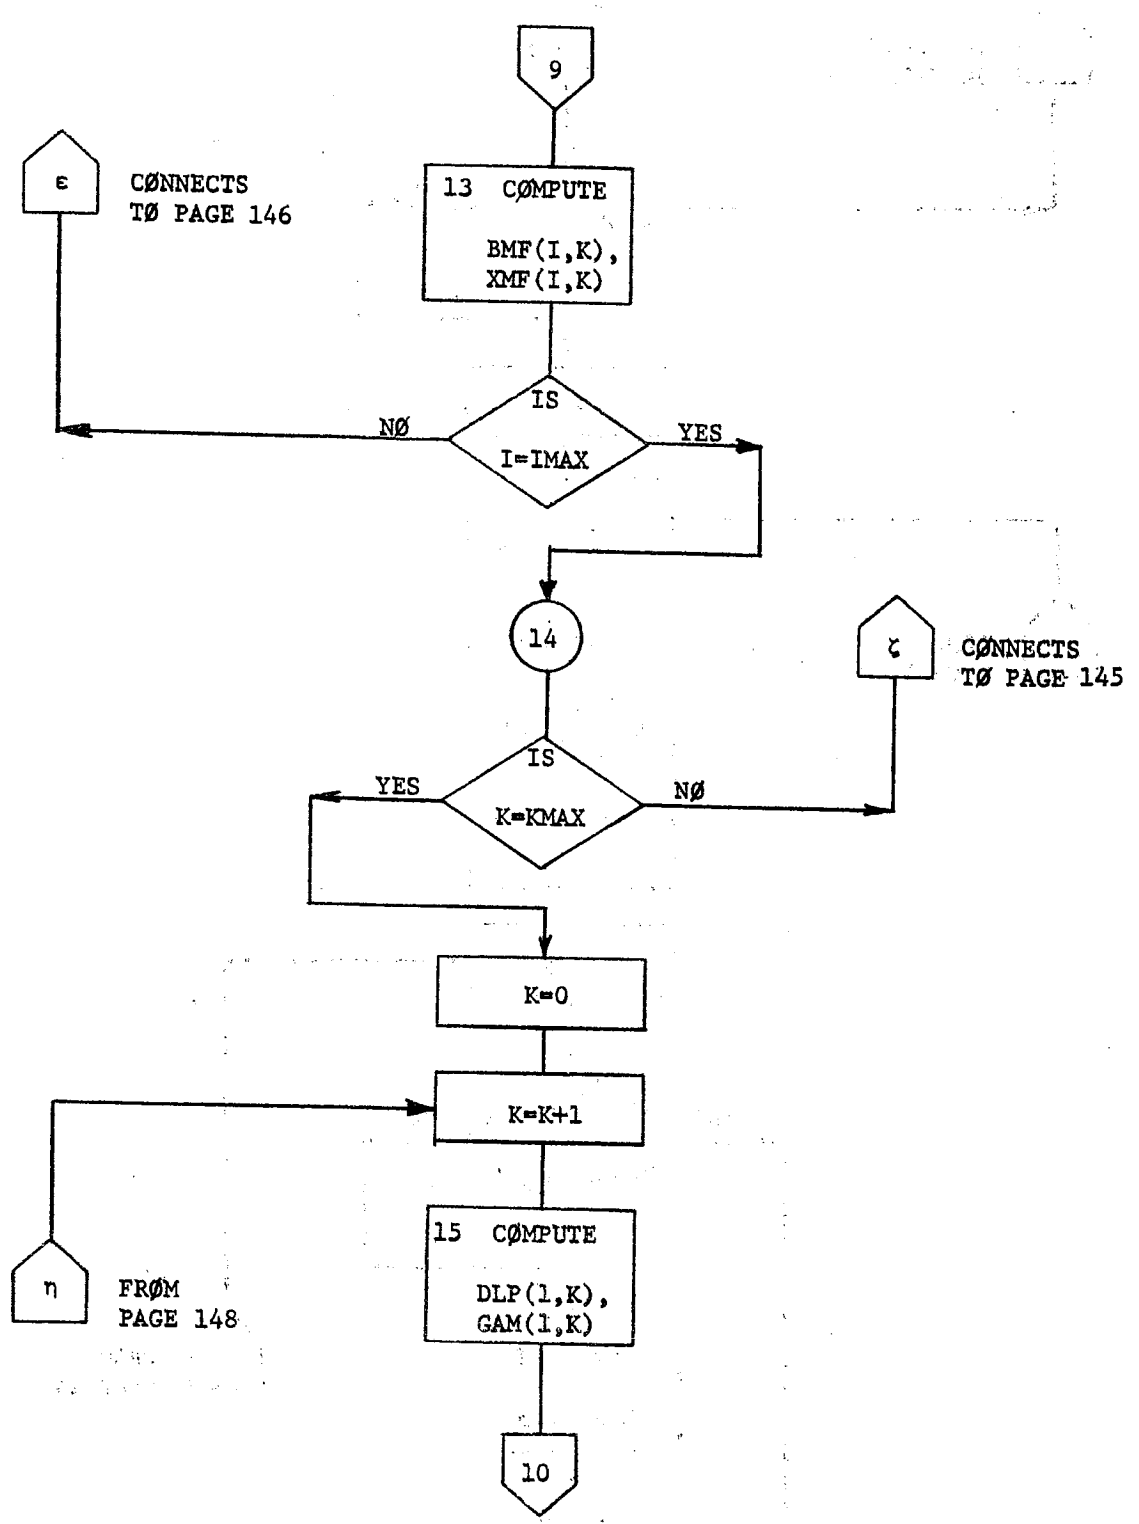 9
ε
CØNNECTS
TØ PAGE 146
13 CØMPUTE
BMF(I,K),
XMF(I,K)
IS
I=IMAX
NØ
YES
14
ζ
CØNNECTS
TØ PAGE 145
IS
K=KMAX
YES
NØ
K=0
K=K+1
15 CØMPUTE
DLP(1,K),
GAM(1,K)
η
FRØM
PAGE 148
10